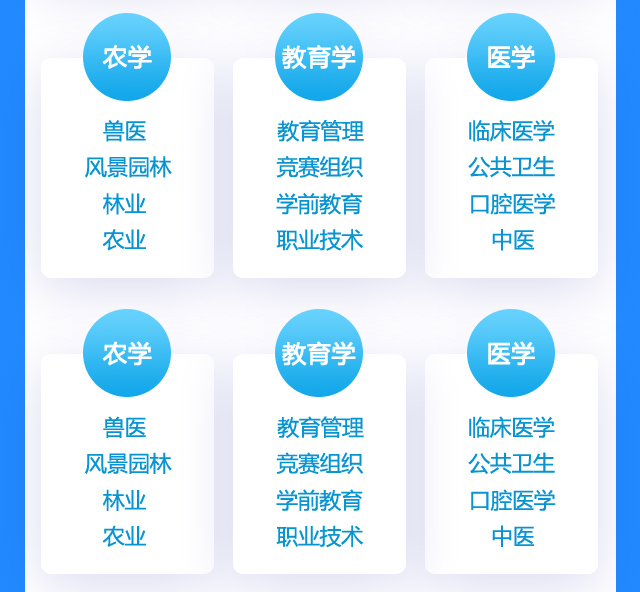 农学
兽医
风景园林
林业
农业
教育学
教育管理
竞赛组织
学前教育
职业技术
医学
临床医学
公共卫生
口腔医学
中医
农学
兽医
风景园林
林业
农业
教育学
教育管理
竞赛组织
学前教育
职业技术
医学
临床医学
公共卫生
口腔医学
中医